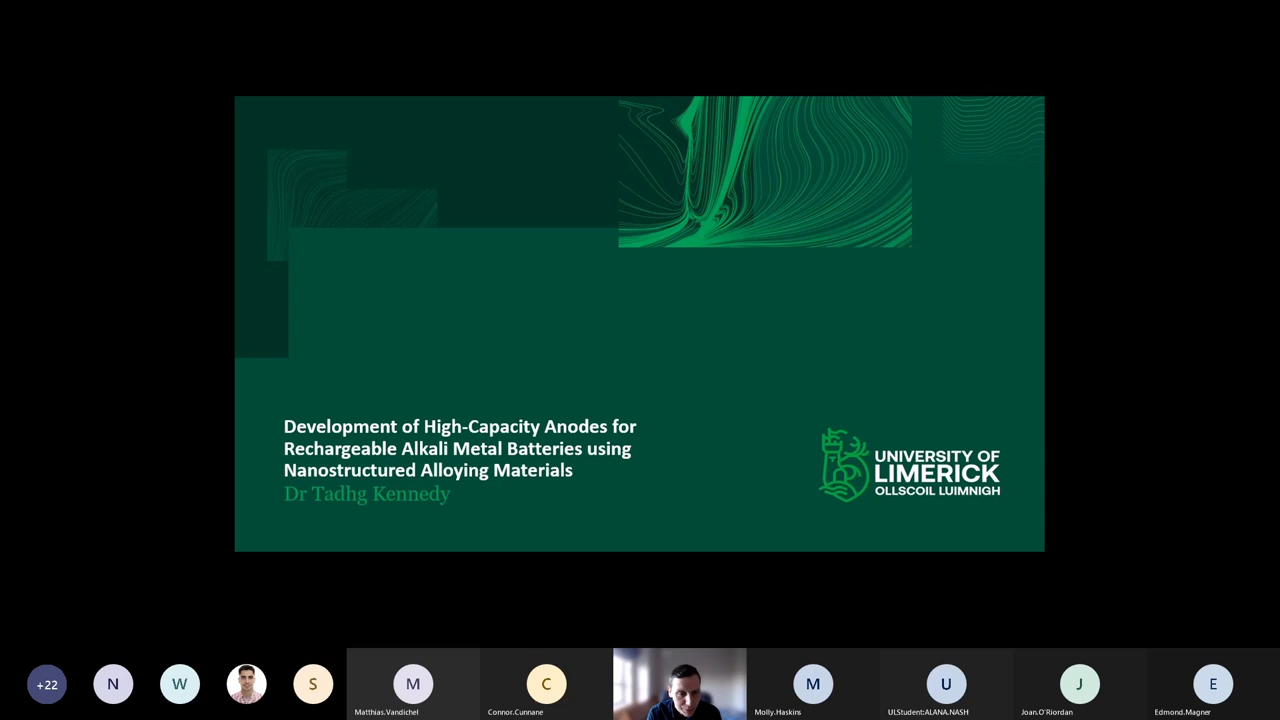 Development of High-Capacity Anodes for
Rechargeable Alkali Metal Batteries using
Nanostructured Alloying Materials
Dr Tadhg Kennedy
UNIVERSITY OF
LIMERICK
OLLSCOIL LUIMNIGH
+22
N
W
S
M
Matthias.Vandichel
C
Connor.Cunnane
M
Molly.Haskins
U
ULStudent:ALANA.NASH
J
Joan.O'Riordan
E
Edmond.Magner